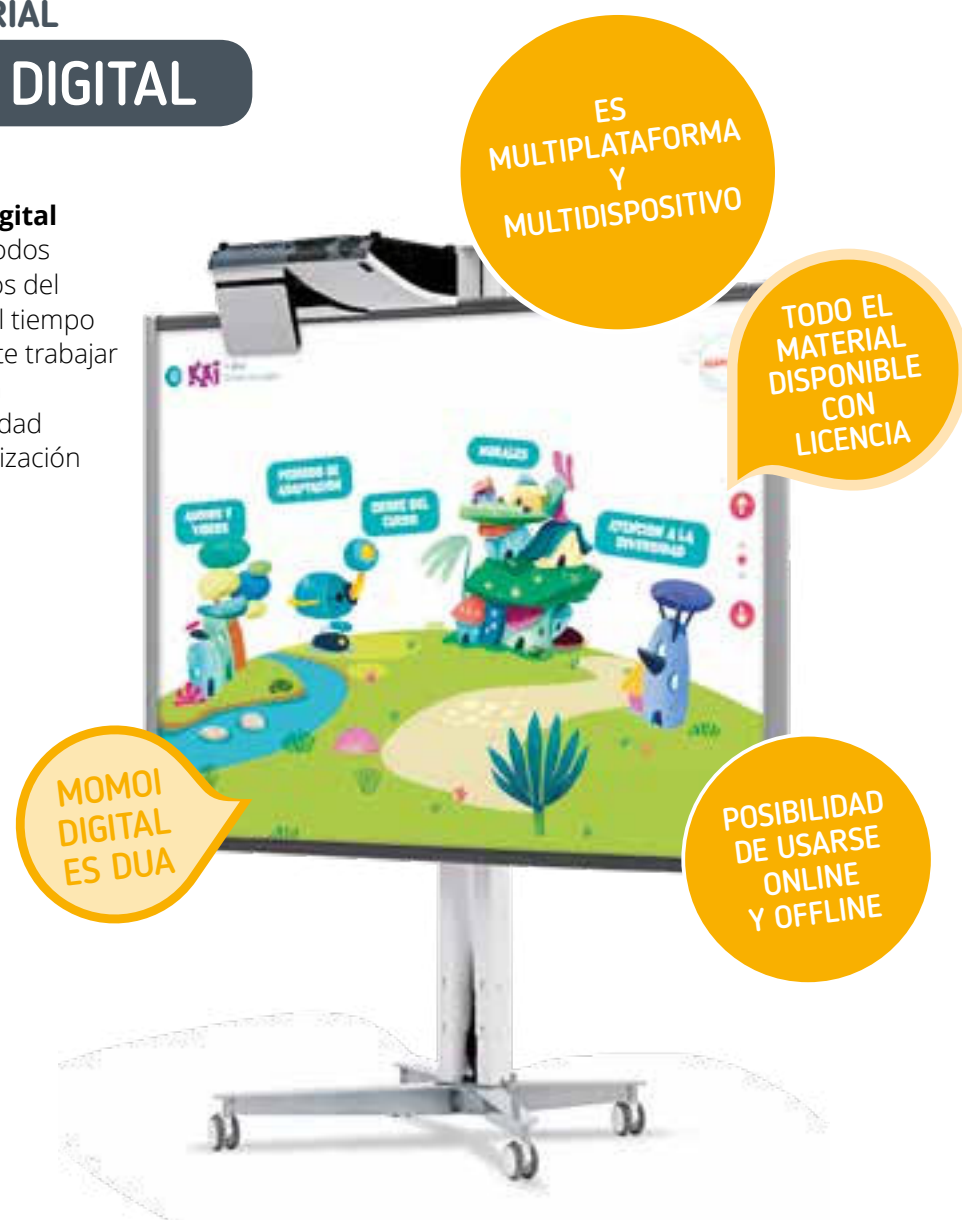 RIAL
DIGITAL
gital
odos
os del
l tiempo
te trabajar
dad
ización
ES
MULTIPLATAFORMA
Y
MULTIDISPOSITIVO
TODO EL
MATERIAL
DISPONIBLE
CON
LICENCIA
KAI
AUDIOS Y
VIDEOS
PERIODO DE
ADAPTACIÓN
CIERRE DEL
CURSO
MURALES
ATENCIÓN A LA
DIVERSIDAD
MOMOI
DIGITAL
ES DUA
POSIBILIDAD
DE USARSE
ONLINE
Y OFFLINE